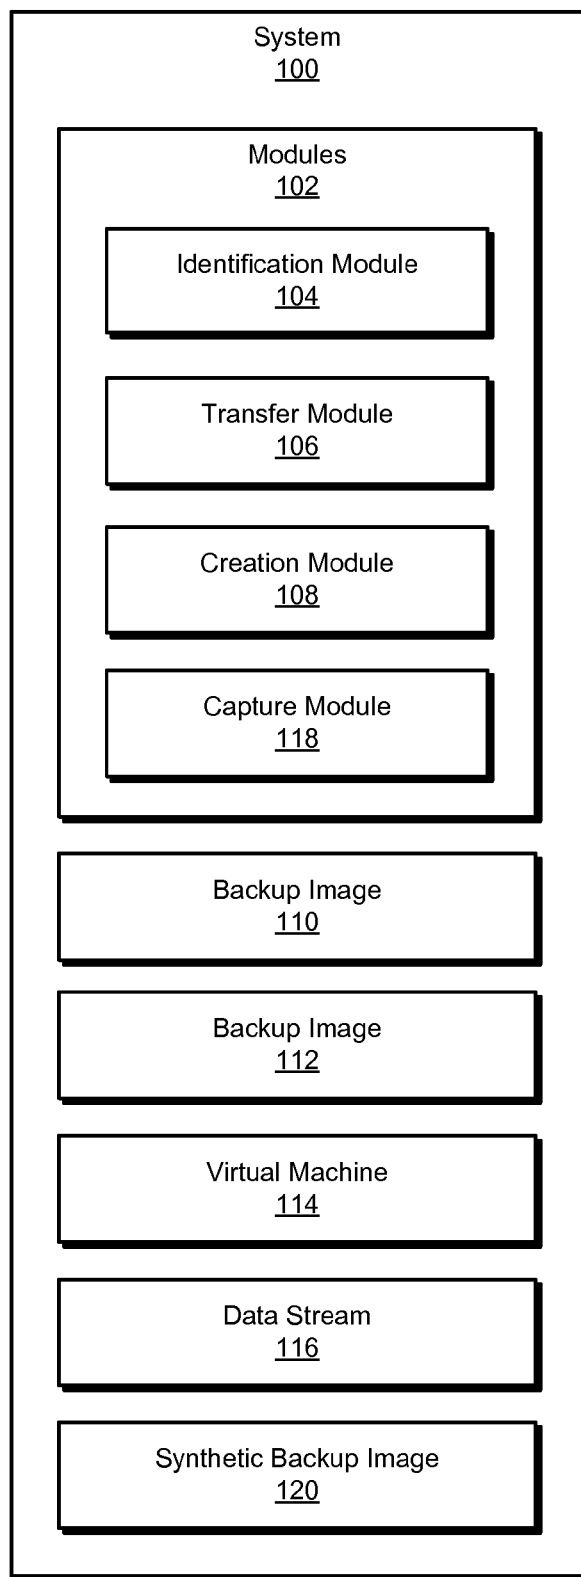 System
100
Modules
102
Identification Module
104
Transfer Module
106
Creation Module
108
Capture Module
118
Backup Image
110
Backup Image
112
Virtual Machine
114
Data Stream
116
Synthetic Backup Image
120